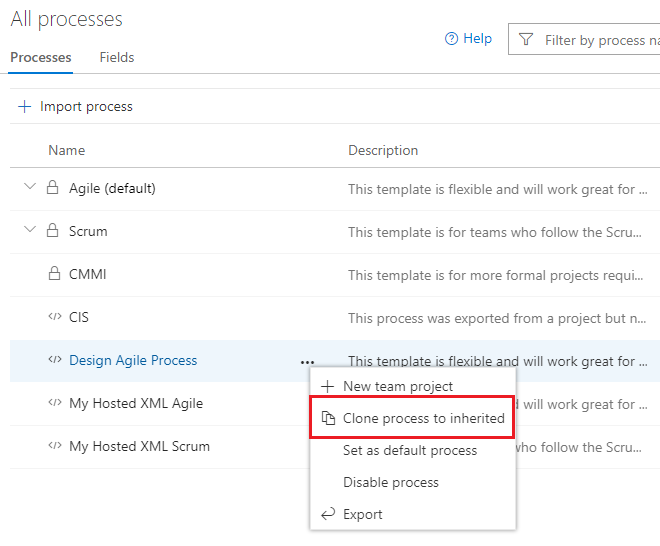 All processes
Help
Filter by process na
Processes Fields
Import process
Name Description
Agile (default) This template is flexible and will work great for ...
Scrum This template is for teams who follow the Scru...
CMMI This template is for more formal projects requi...
CIS This process was exported from a project but n...
Design Agile Process ... This template is flexible and will work great for ...
New team project
My Hosted XML Agile d will work great for ...
Clone process to inherited
My Hosted XML Scrum ho follow the Scru...
Set as default process
Disable process
Export